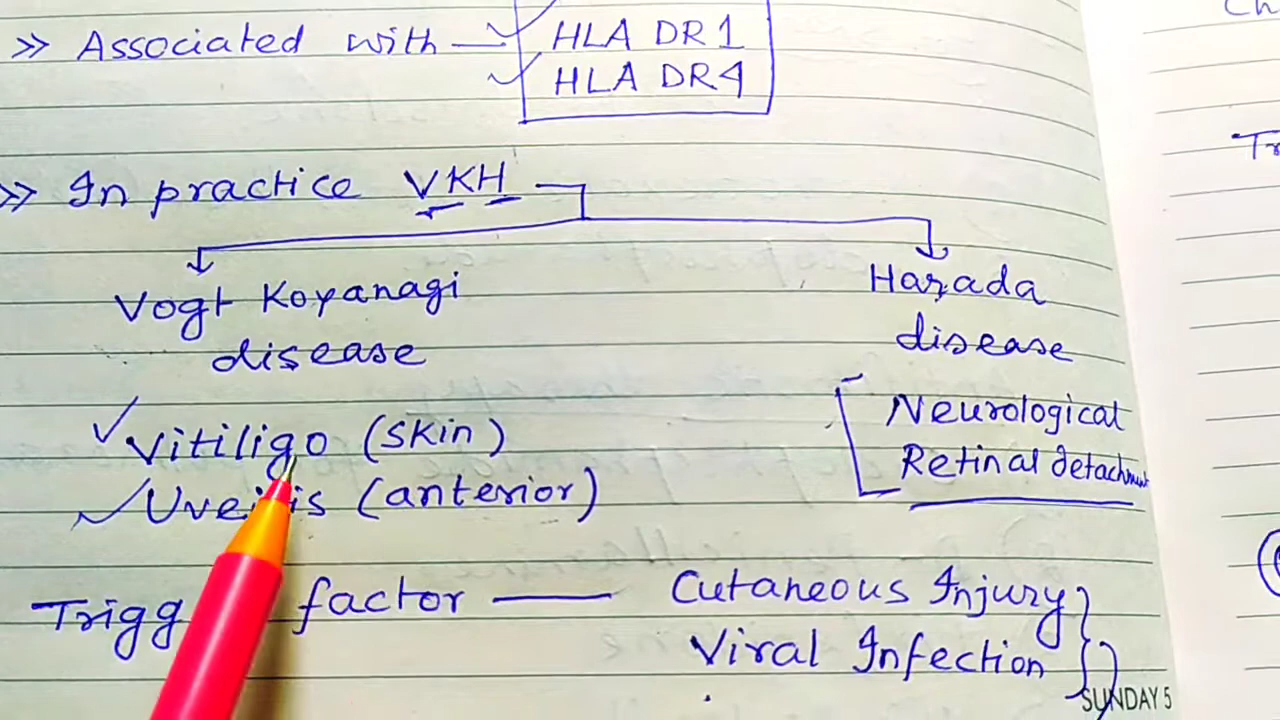 >> Associated with — HLA DR1
HLA DR4
>> In practice VKH
Vogt Koyanagi disease
Harada disease
Vitiligo (Skin)
Uveitis (anterior)
Neurological
Retinal detachment
Trigg factor — Cutaneous Injury
Viral Infection
SUNDAY 5